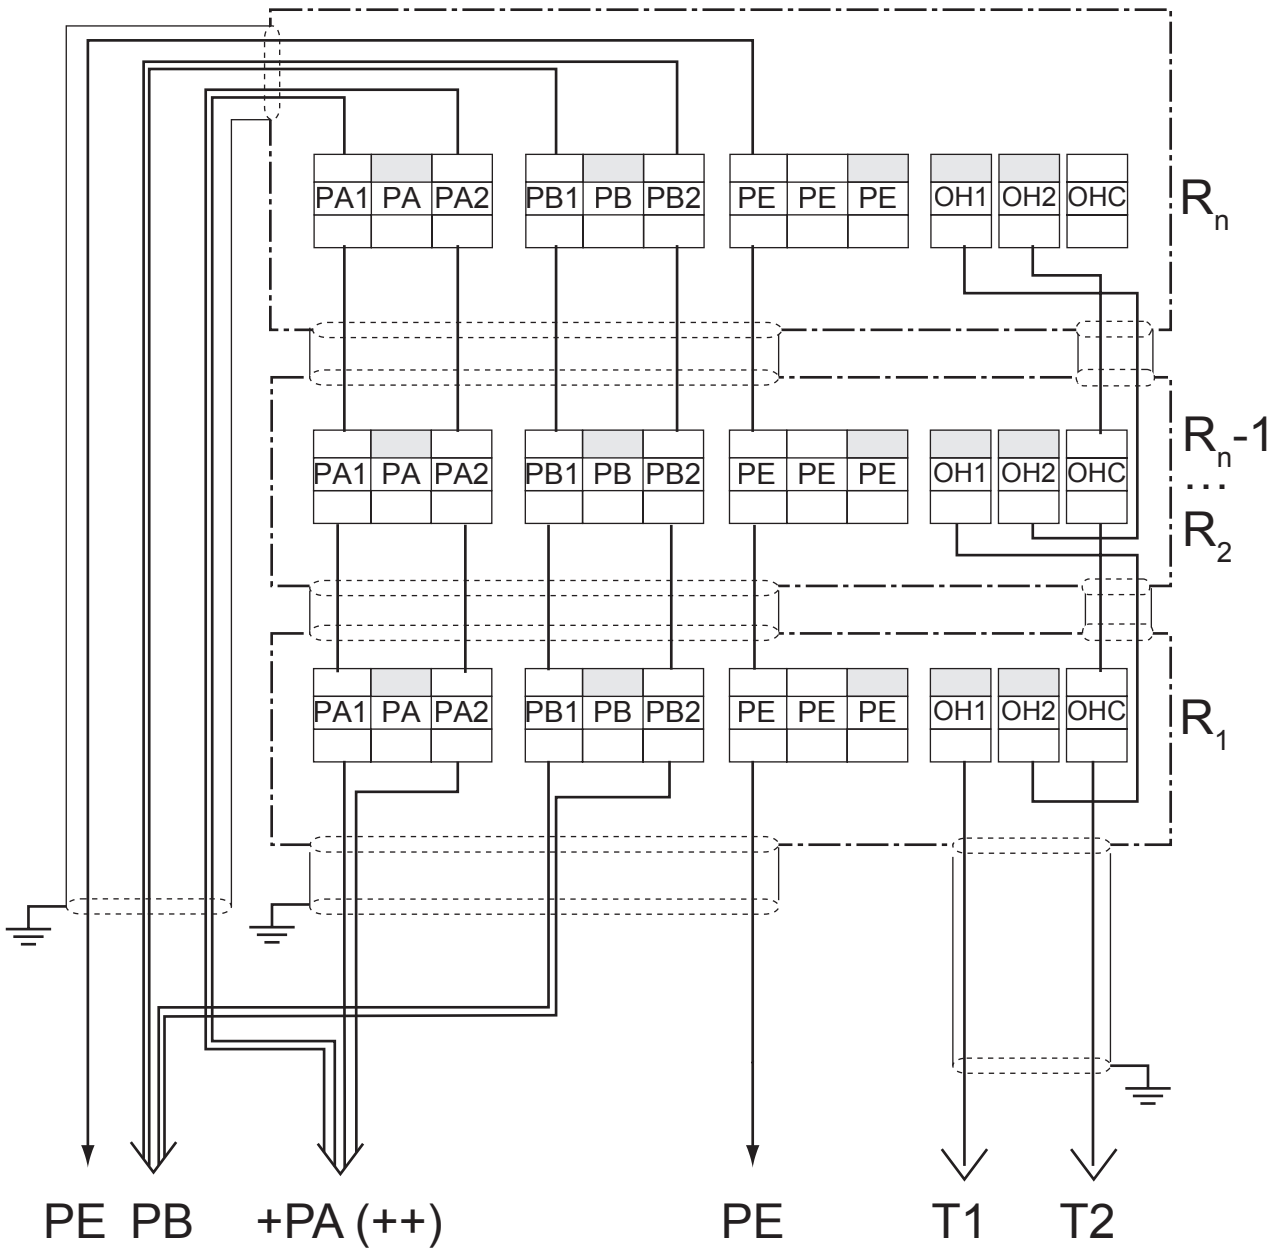 PA1 PA PA2 PB1 PB PB2 PE PE PE OH1 OH2 OHC
Rn
PA1 PA PA2 PB1 PB PB2 PE PE PE OH1 OH2 OHC
Rn-1
...
R2
PA1 PA PA2 PB1 PB PB2 PE PE PE OH1 OH2 OHC
R1
PE PB +PA (++) PE T1 T2